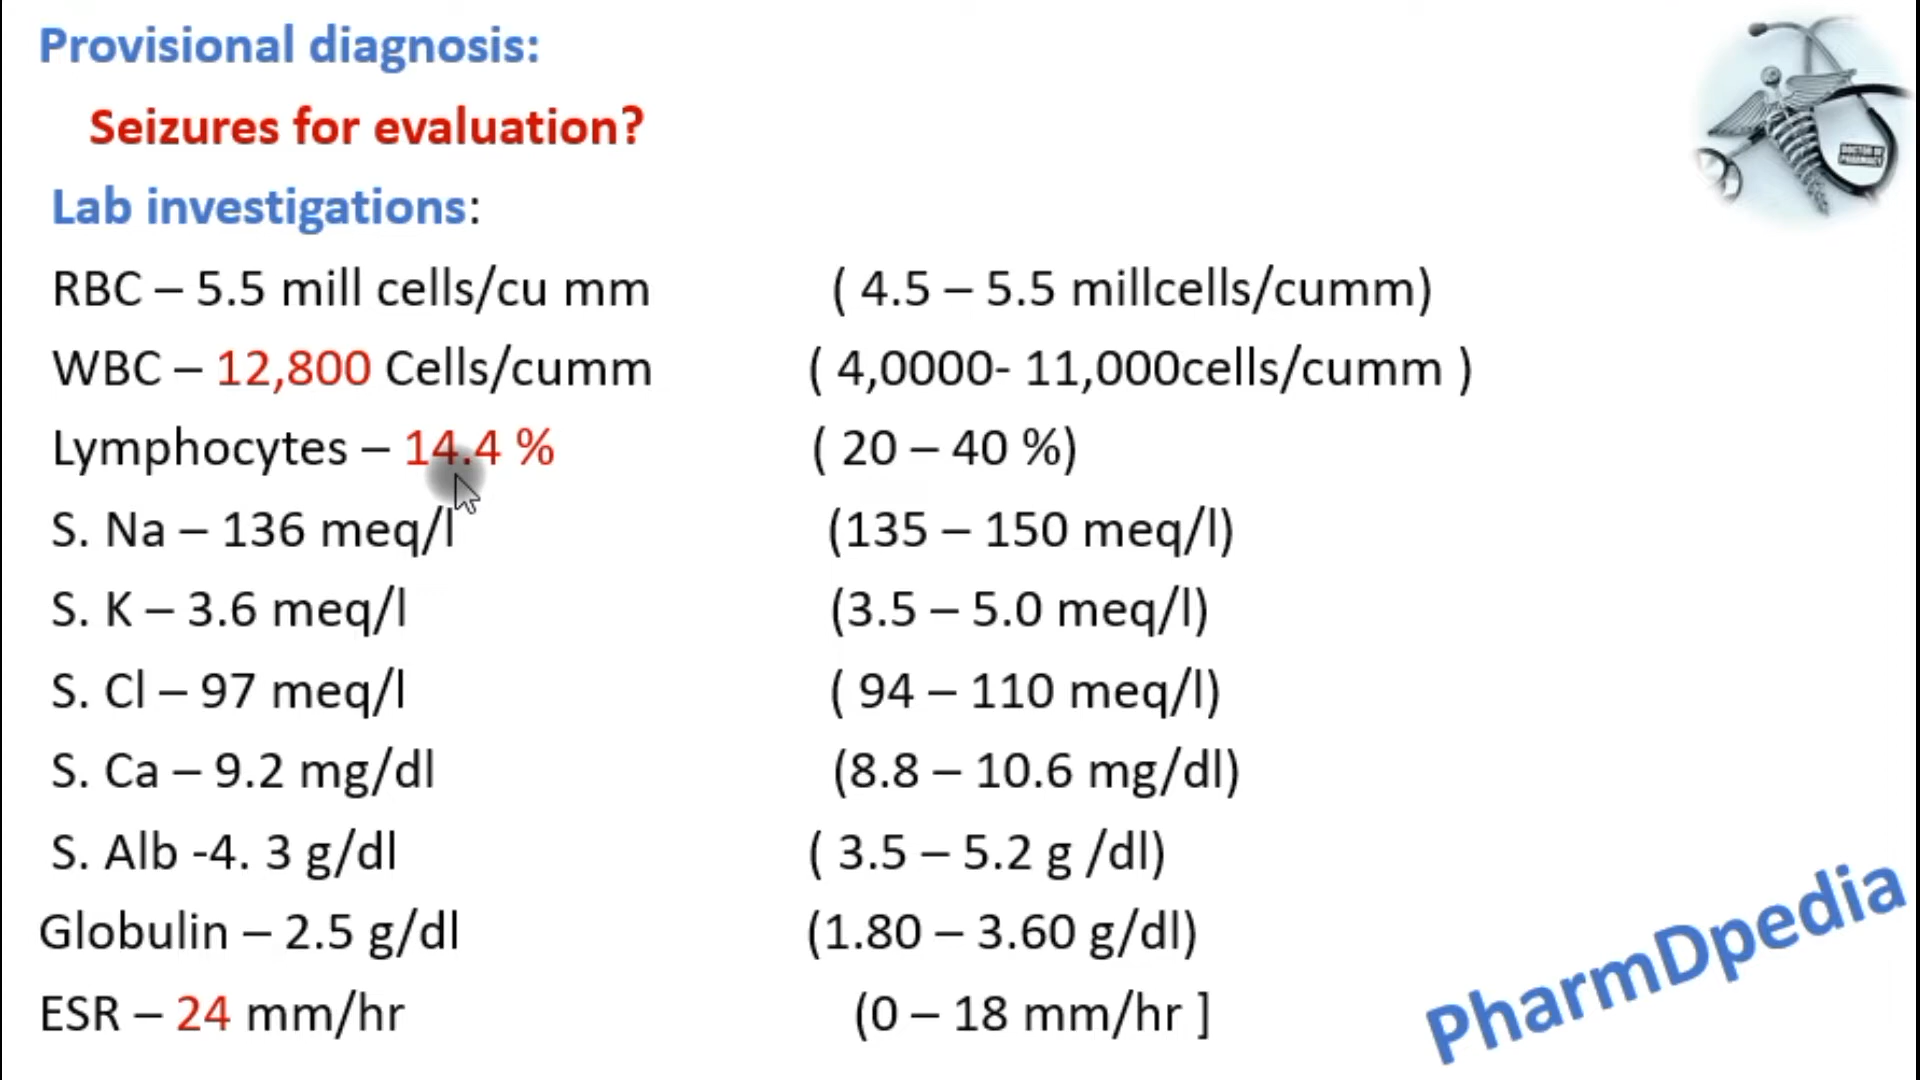 Provisional diagnosis:
Seizures for evaluation?
Lab investigations:
RBC – 5.5 mill cells/cu mm ( 4.5 – 5.5 millcells/cumm)
WBC – 12,800 Cells/cumm ( 4,0000- 11,000cells/cumm )
Lymphocytes – 14.4 % ( 20 – 40 %)
S. Na – 136 meq/l (135 – 150 meq/l)
S. K – 3.6 meq/l (3.5 – 5.0 meq/l)
S. Cl – 97 meq/l ( 94 – 110 meq/l)
S. Ca – 9.2 mg/dl (8.8 – 10.6 mg/dl)
S. Alb -4. 3 g/dl ( 3.5 – 5.2 g /dl)
Globulin – 2.5 g/dl (1.80 – 3.60 g/dl)
ESR – 24 mm/hr (0 – 18 mm/hr ]
DOCTOR OF
PHARMACY
PharmDpedia